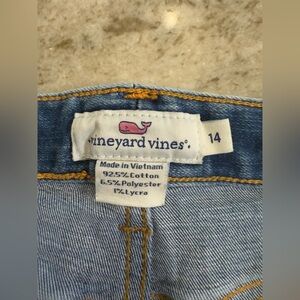 vineyard vines®
14
Made in Vietnam
92.5% Cotton
6.5% Polyester
1% Lycra